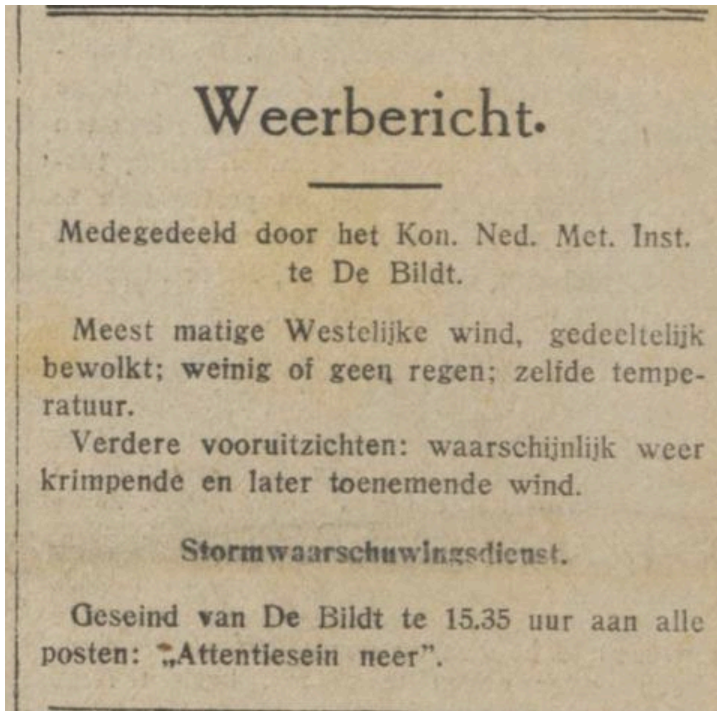 Weerbericht.
Medegedeeld door het Kon. Ned. Met. Inst.
te De Bildt.
Meest matige Westelijke wind, gedeeltelijk
bewolkt; weinig of geen regen; zelfde tempe-
ratuur.
Verdere vooruitzichten: waarschijnlijk weer
krimpende en later toenemende wind.
Stormwaarschuwingsdienst.
Geseind van De Bildt te 15.35 uur aan alle
posten: „Attentiesein neer”.